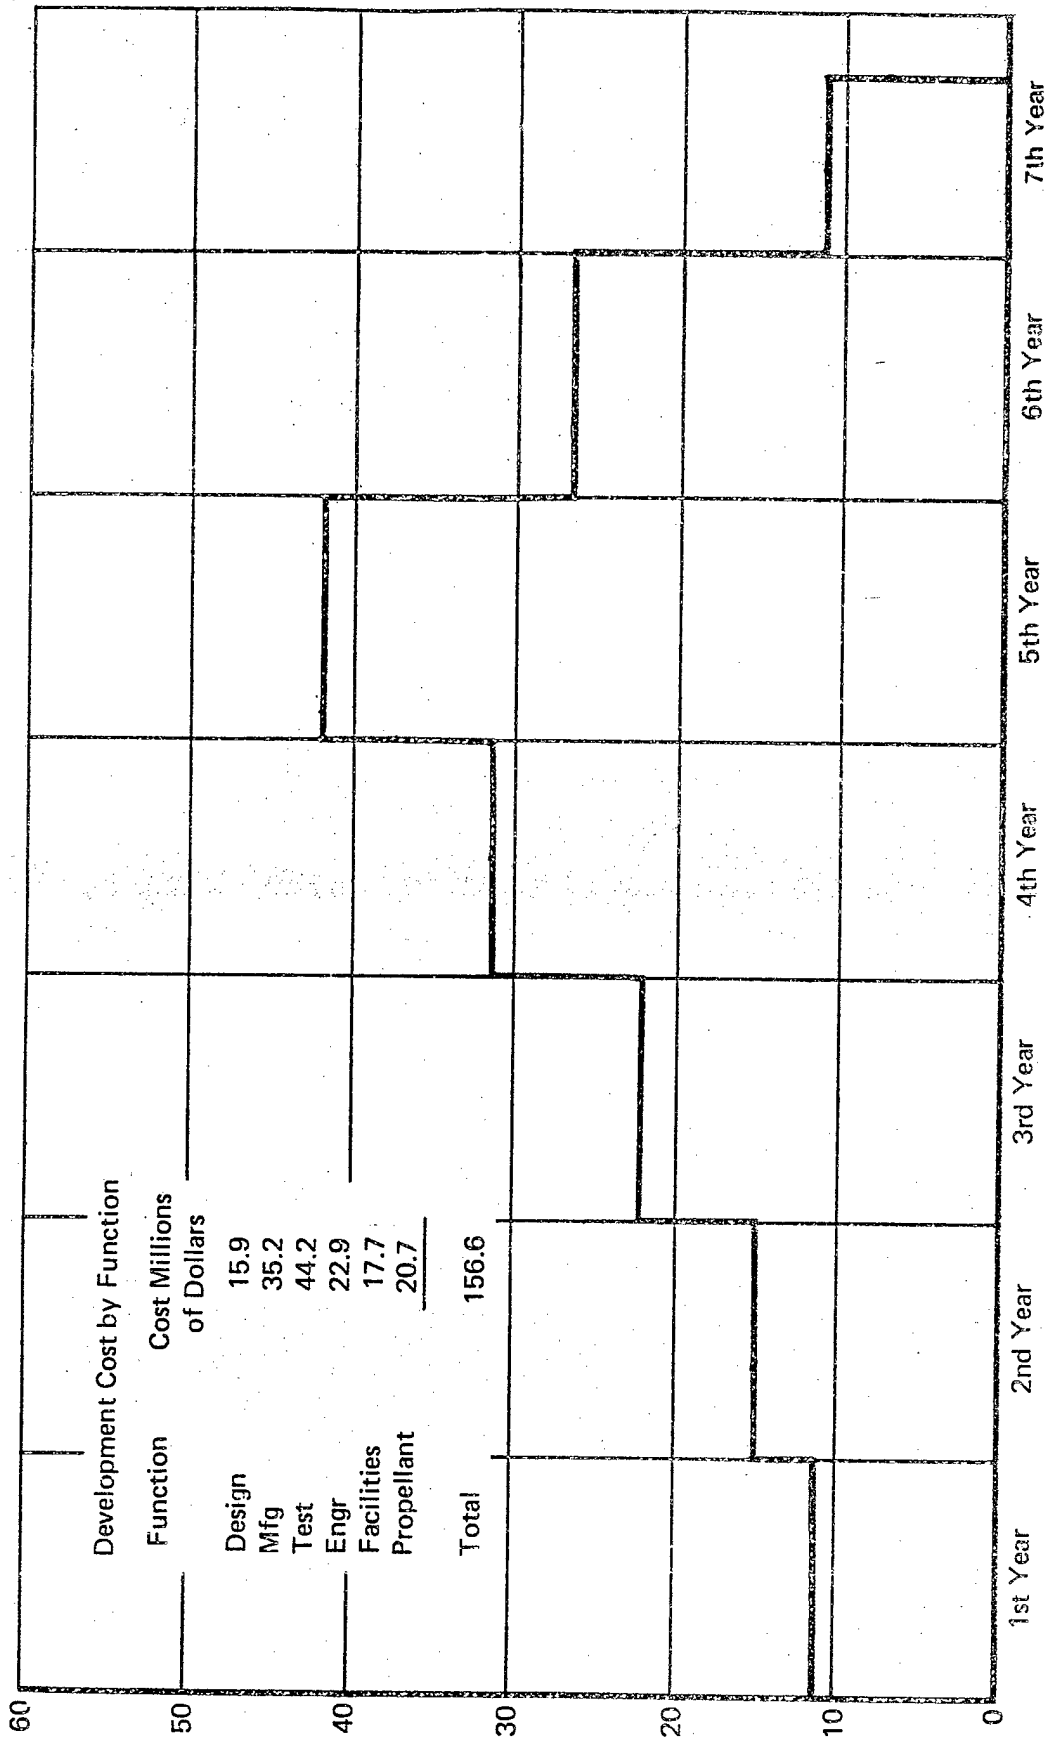 60
50
40
30
20
10
0
Development Cost by Function
Function Cost Millions
of Dollars
Design 15.9
Mfg 35.2
Test 44.2
Engr 22.9
Facilities 17.7
Propellant 20.7
Total 156.6
1st Year 2nd Year 3rd Year 4th Year 5th Year 6th Year 7th Year